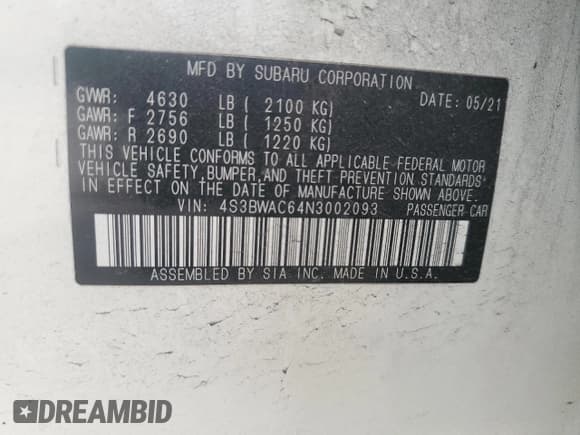 MFD BY SUBARU CORPORATION
GVWR: 4630 LB ( 2100 KG) DATE: 05/21
GAWR: F 2756 LB ( 1250 KG)
GAWR: R 2690 LB ( 1220 KG)
THIS VEHICLE CONFORMS TO ALL APPLICABLE FEDERAL MOTOR
VEHICLE SAFETY, BUMPER, AND THEFT PREVENTION STANDARDS
IN EFFECT ON THE DATE OF MANUFACTURE SHOWN ABOVE.
VIN: 4S3BWAC64N3002093 PASSENGER CAR
ASSEMBLED BY SIA INC. MADE IN U.S.A.
DREAMBID